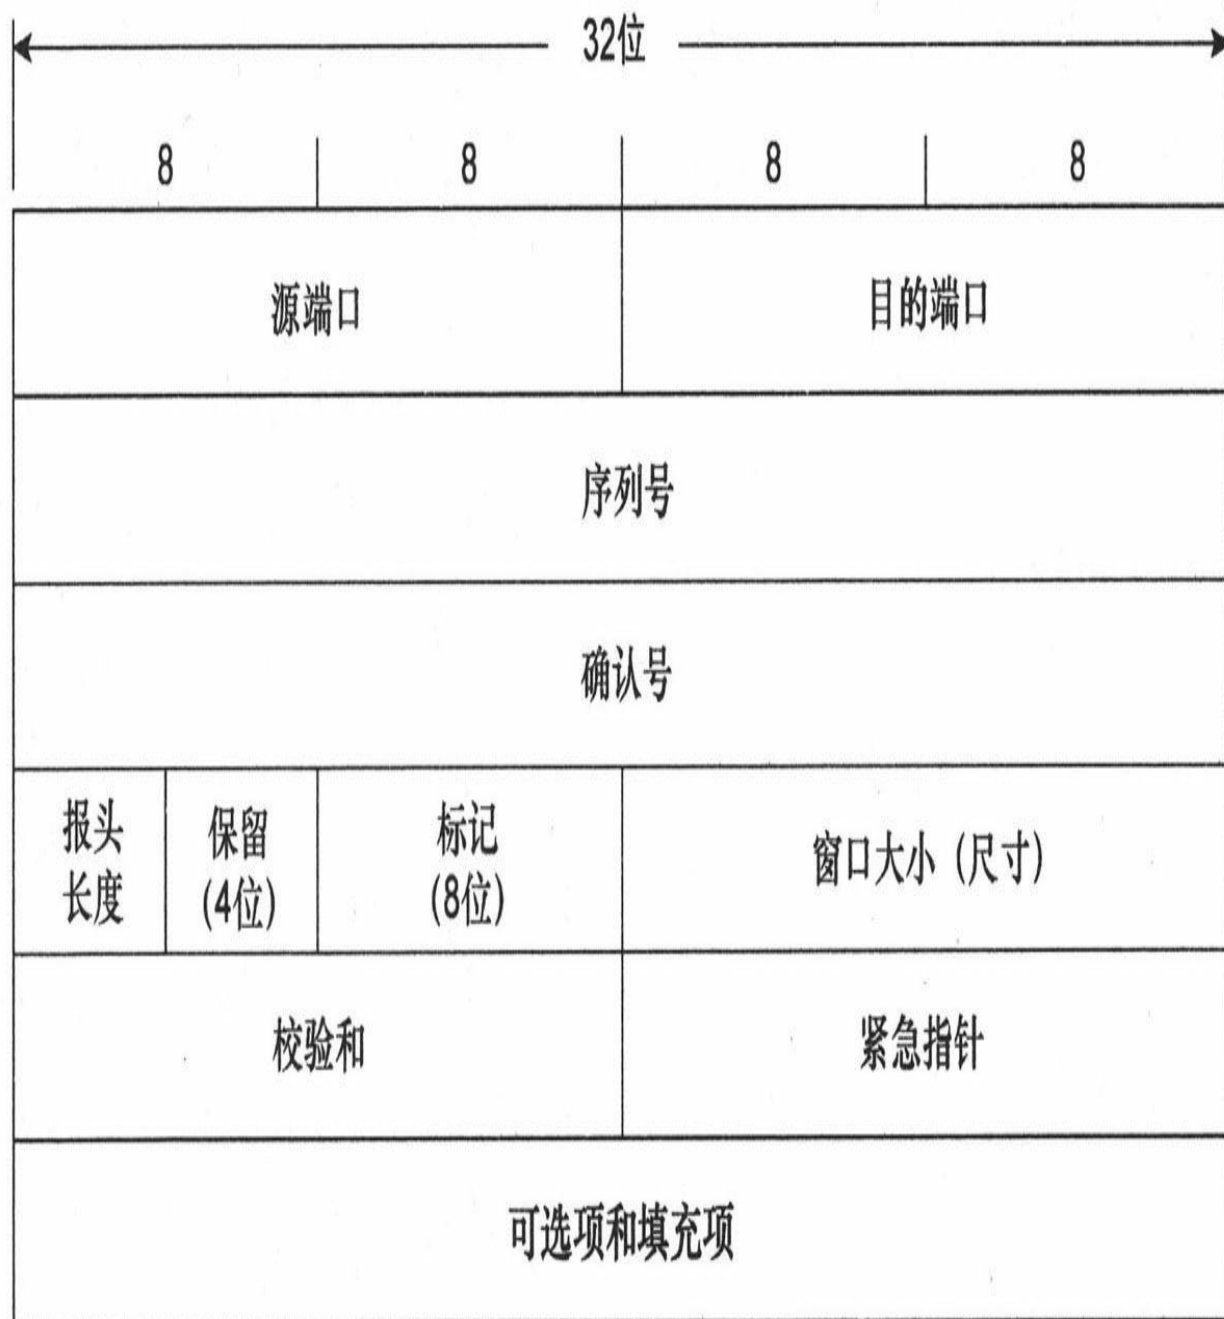 32位
8 8 8 8
源端口 目的端口
序列号
确认号
报头
长度
保留
(4位)
标记
(8位)
窗口大小 (尺寸)
校验和 紧急指针
可选项和填充项